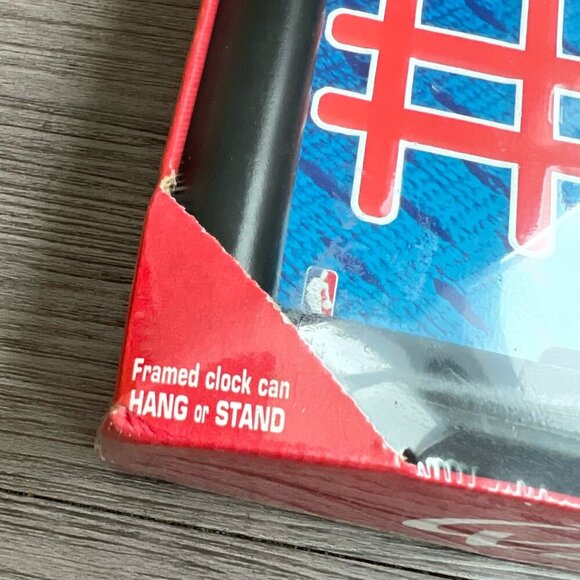 Framed clock can
HANG or STAND